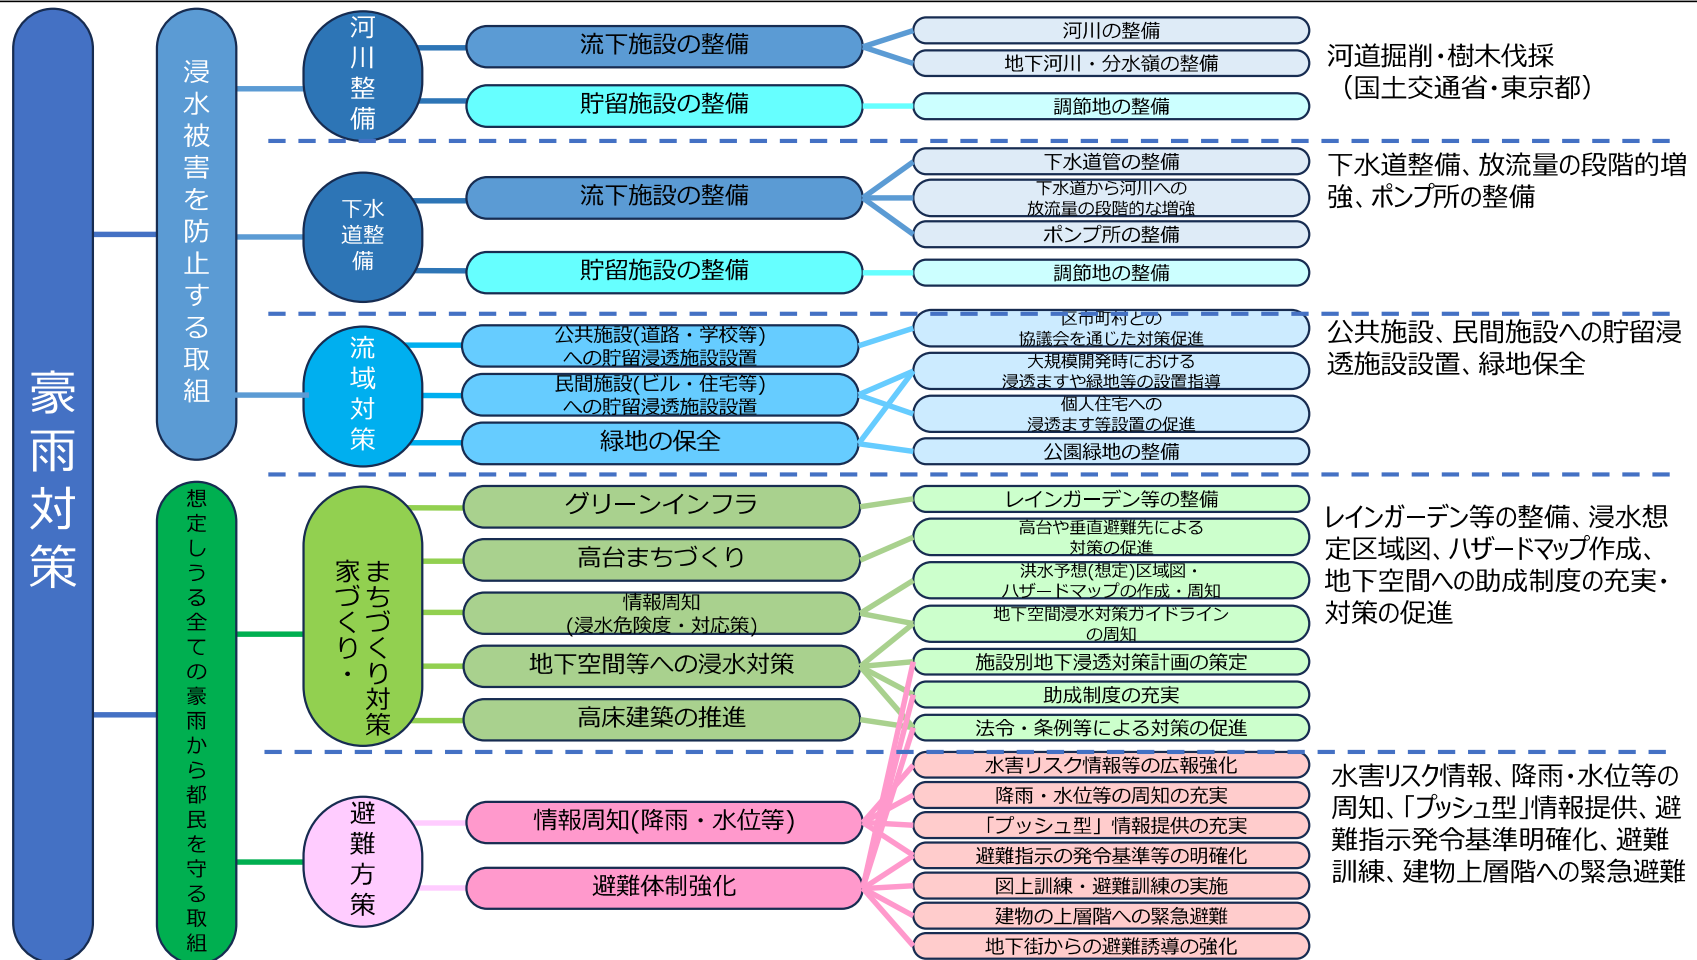 豪雨対策
浸水被害を防止する取組
河川整備
流下施設の整備
河川の整備
地下河川・分水嶺の整備
貯留施設の整備
調節地の整備
河道掘削・樹木伐採
（国土交通省・東京都）
下水
道整
備
流下施設の整備
下水道管の整備
下水道から河川への
放流量の段階的な増強
ポンプ所の整備
貯留施設の整備
調節地の整備
下水道整備、放流量の段階的増
強、ポンプ所の整備
流域対策
公共施設(道路・学校等)
への貯留浸透施設設置
民間施設(ビル・住宅等)
への貯留浸透施設設置
緑地の保全
区市町村との
協議会を通じた対策促進
大規模開発時における
浸透ますや緑地等の設置指導
個人住宅への
浸透ます等設置の促進
公園緑地の整備
公共施設、民間施設への貯留浸
透施設設置、緑地保全
想定しうる全ての豪雨から都民を守る取組
家づくり・
まちづくり対策
グリーンインフラ
高台まちづくり
情報周知
(浸水危険度・対応策)
地下空間等への浸水対策
高床建築の推進
レインガーデン等の整備
高台や垂直避難先による
対策の促進
洪水予想(想定)区域図・
ハザードマップの作成・周知
地下空間浸水対策ガイドライン
の周知
施設別地下浸透対策計画の策定
助成制度の充実
法令・条例等による対策の促進
レインガーデン等の整備、浸水想
定区域図、ハザードマップ作成、
地下空間への助成制度の充実・
対策の促進
避難方策
情報周知(降雨・水位等)
避難体制強化
水害リスク情報等の広報強化
降雨・水位等の周知の充実
「プッシュ型」情報提供の充実
避難指示の発令基準等の明確化
図上訓練・避難訓練の実施
建物の上層階への緊急避難
地下街からの避難誘導の強化
水害リスク情報、降雨・水位等の
周知、「プッシュ型」情報提供、避
難指示発令基準明確化、避難
訓練、建物上層階への緊急避難